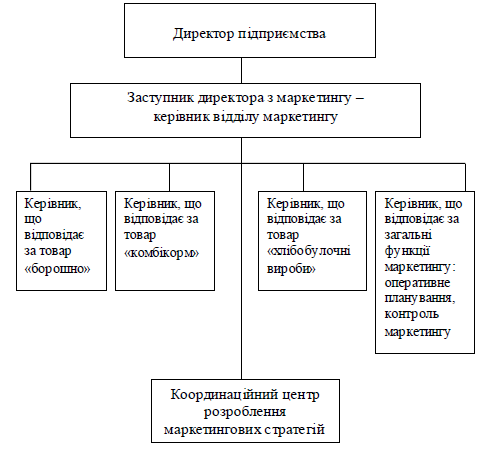 Директор підприємства
Заступник директора з маркетингу –
керівник відділу маркетингу
Керівник,
що
відповідає
за товар
«борошно»
Керівник, що
відповідає за
товар
«комбікорм»
Керівник, що
відповідає за
товар
«хлібобулочні
вироби»
Керівник, що
відповідає за
загальні
функції
маркетингу:
оперативне
планування,
контроль
маркетингу
Координаційний центр
розроблення
маркетингових стратегій